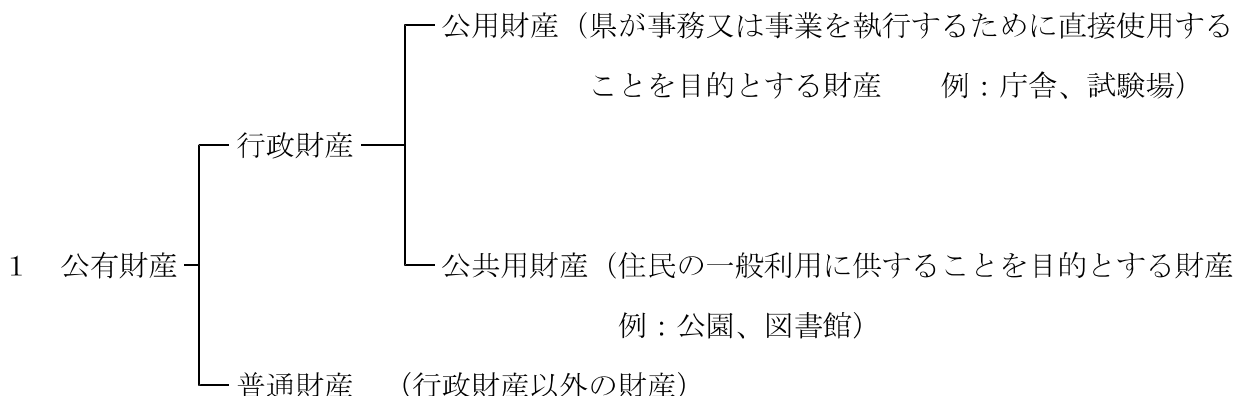 公用財産（県が事務又は事業を執行するために直接使用する
ことを目的とする財産　　例：庁舎、試験場）
行政財産
1　公有財産
公共用財産（住民の一般利用に供することを目的とする財産
例：公園、図書館）
普通財産　（行政財産以外の財産）